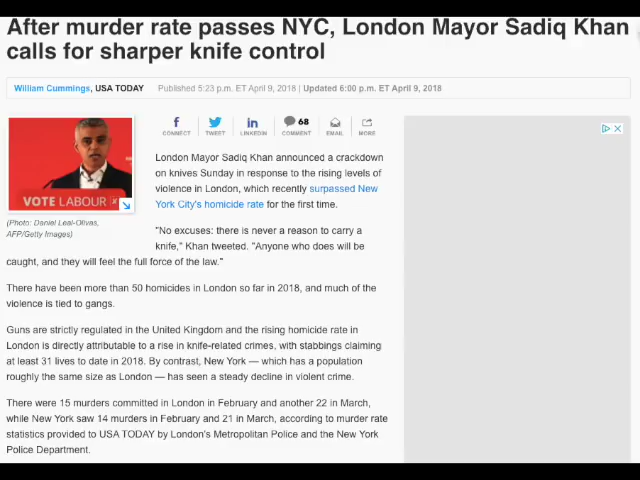 After murder rate passes NYC, London Mayor Sadiq Khan
calls for sharper knife control
William Cummings, USA TODAY Published 5:23 p.m. ET April 9, 2018 | Updated 6:00 p.m. ET April 9, 2018
68
CONNECT TWEET LINKEDIN COMMENT EMAIL MORE
VOTE LABOUR
(Photo: Daniel Leal-Olivas,
AFP/Getty Images)
London Mayor Sadiq Khan announced a crackdown
on knives Sunday in response to the rising levels of
violence in London, which recently surpassed New
York City's homicide rate for the first time.
"No excuses: there is never a reason to carry a
knife," Khan tweeted. "Anyone who does will be
caught, and they will feel the full force of the law."
There have been more than 50 homicides in London so far in 2018, and much of the
violence is tied to gangs.
Guns are strictly regulated in the United Kingdom and the rising homicide rate in
London is directly attributable to a rise in knife-related crimes, with stabbings claiming
at least 31 lives to date in 2018. By contrast, New York — which has a population
roughly the same size as London — has seen a steady decline in violent crime.
There were 15 murders committed in London in February and another 22 in March,
while New York saw 14 murders in February and 21 in March, according to murder rate
statistics provided to USA TODAY by London's Metropolitan Police and the New York
Police Department.